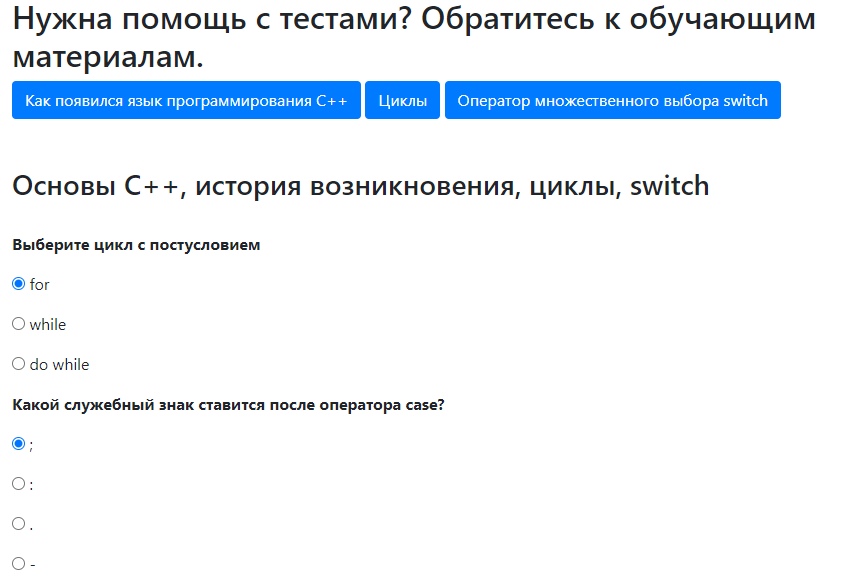 Нужна помощь с тестами? Обратитесь к обучающим
материалам.
Как появился язык программирования C++ Циклы Оператор множественного выбора switch
Основы C++, история возникновения, циклы, switch
Выберите цикл с постусловием
for
while
do while
Какой служебный знак ставится после оператора case?
;
:
.
-